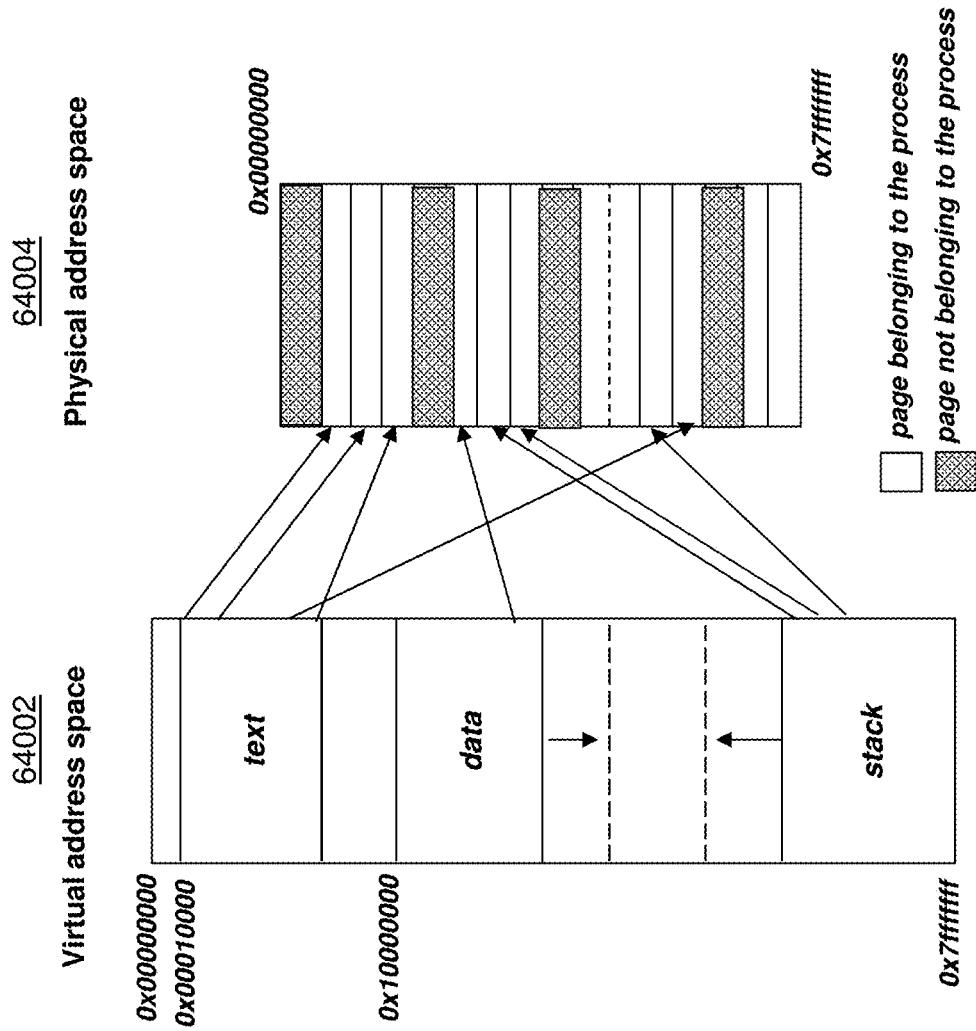 64002
Virtual address space
0x00000000
0x00010000
text
0x10000000
data
stack
0x7fffffff
64004
Physical address space
0x00000000
0x7fffffff
page belonging to the process
page not belonging to the process